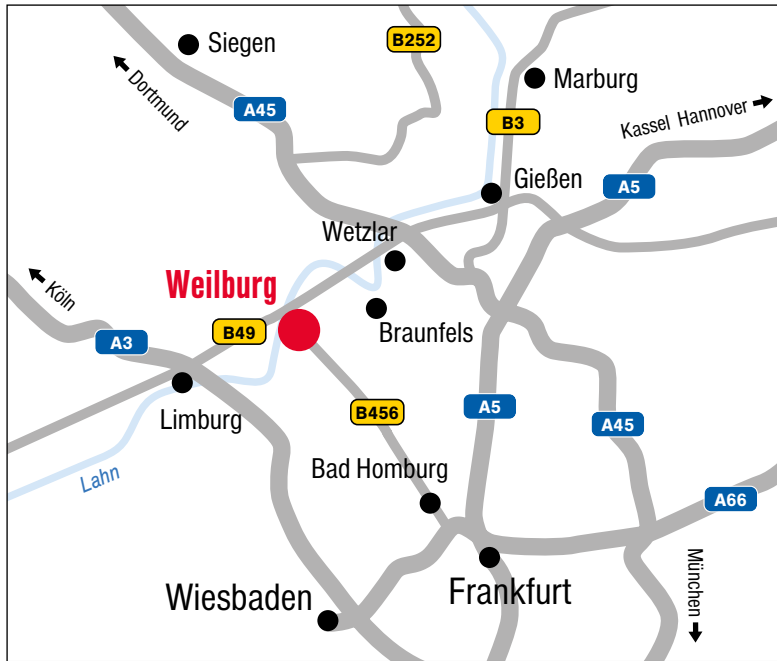 Siegen
B252
Marburg
Dortmund
A45
B3
Kassel Hannover
Gießen
A5
Wetzlar
Weilburg
Köln
B49
Braunfels
A3
Limburg
B456
A5
A45
Bad Homburg
Lahn
A66
München
Wiesbaden
Frankfurt